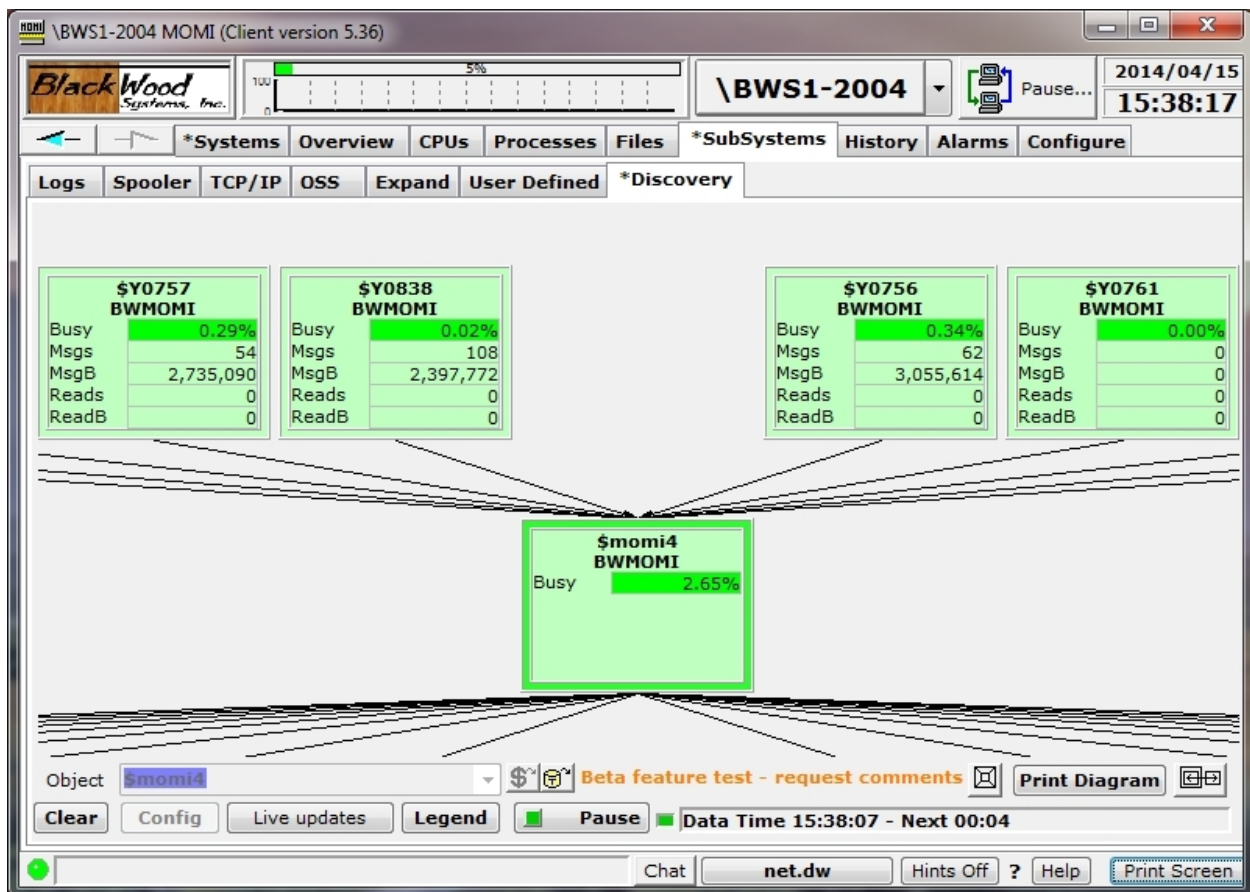 \BWS1-2004 MOMI (Client version 5.36)
BlackWood Systems, Inc.
5%
100
0
\BWS1-2004
Pause...
2014/04/15
15:38:17
*Systems Overview CPUs Processes Files *SubSystems History Alarms Configure
Logs Spooler TCP/IP OSS Expand User Defined *Discovery
$Y0757
BWMOMI
Busy 0.29%
Msgs 54
MsgB 2,735,090
Reads 0
ReadB 0
$Y0838
BWMOMI
Busy 0.02%
Msgs 108
MsgB 2,397,772
Reads 0
ReadB 0
$Y0756
BWMOMI
Busy 0.34%
Msgs 62
MsgB 3,055,614
Reads 0
ReadB 0
$Y0761
BWMOMI
Busy 0.00%
Msgs 0
MsgB 0
Reads 0
ReadB 0
$momi4
BWMOMI
Busy 2.65%
Object $momi4 Beta feature test - request comments Print Diagram
Clear Config Live updates Legend Pause Data Time 15:38:07 - Next 00:04
Chat net.dw Hints Off ? Help Print Screen